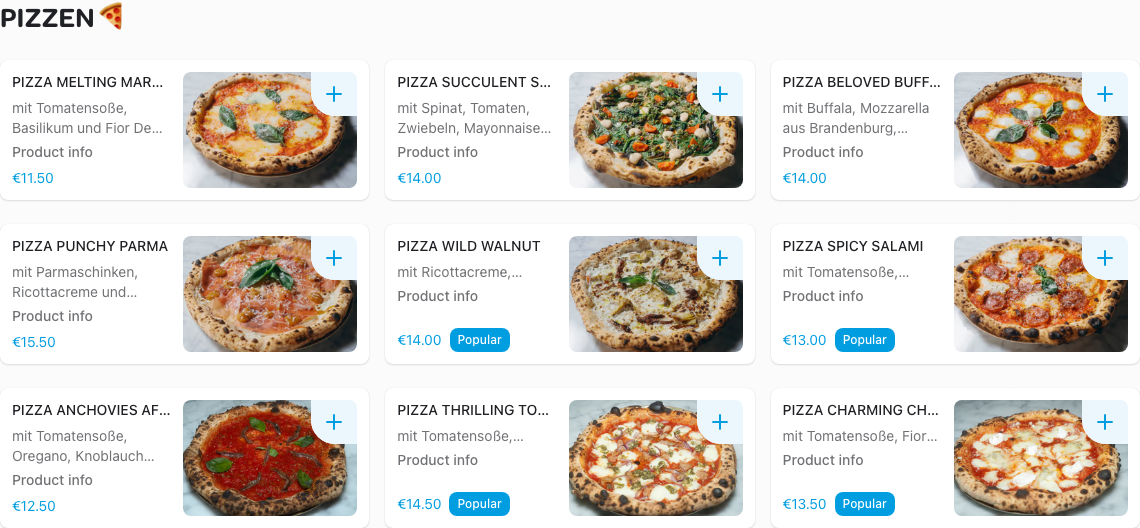 PIZZEN 🍕
PIZZA MELTING MAR...
mit Tomatensoße,
Basilikum und Fior De...
Product info
€11.50
PIZZA SUCCULENT S...
mit Spinat, Tomaten,
Zwiebeln, Mayonnaise...
Product info
€14.00
PIZZA BELOVED BUFF...
mit Buffala, Mozzarella
aus Brandenburg,...
Product info
€14.00
PIZZA PUNCHY PARMA
mit Parmaschinken,
Ricottacreme und...
Product info
€15.50
PIZZA WILD WALNUT
mit Ricottacreme,...
Product info
€14.00 Popular
PIZZA SPICY SALAMI
mit Tomatensoße,...
Product info
€13.00 Popular
PIZZA ANCHOVIES AF...
mit Tomatensoße,
Oregano, Knoblauch...
Product info
€12.50
PIZZA THRILLING TO...
mit Tomatensoße,...
Product info
€14.50 Popular
PIZZA CHARMING CH...
mit Tomatensoße, Fior...
Product info
€13.50 Popular